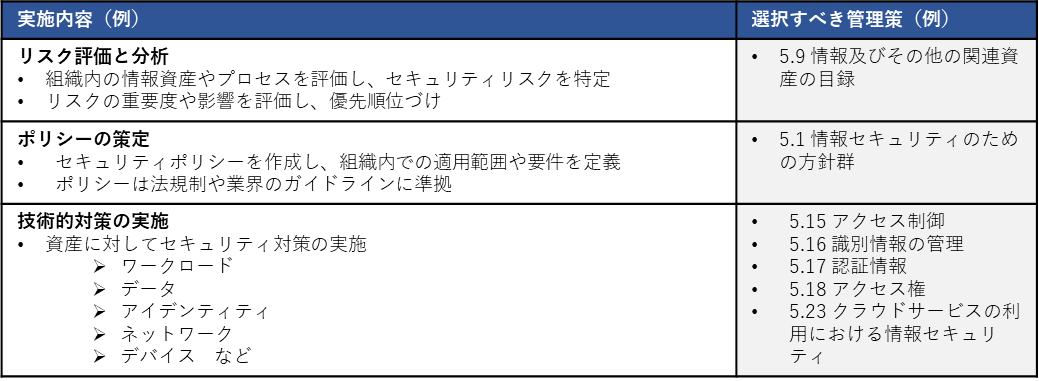 実施内容（例）
選択すべき管理策（例）
リスク評価と分析
• 組織内の情報資産やプロセスを評価し、セキュリティリスクを特定
• リスクの重要度や影響を評価し、優先順位づけ
• 5.9 情報及びその他の関連資
産の目録
ポリシーの策定
• セキュリティポリシーを作成し、組織内での適用範囲や要件を定義
• ポリシーは法規制や業界のガイドラインに準拠
• 5.1 情報セキュリティのため
の方針群
技術的対策の実施
• 資産に対してセキュリティ対策の実施
➢ ワークロード
➢ データ
➢ アイデンティティ
➢ ネットワーク
➢ デバイス　など
• 5.15 アクセス制御
• 5.16 識別情報の管理
• 5.17 認証情報
• 5.18 アクセス権
• 5.23 クラウドサービスの利
用における情報セキュリ
ティ